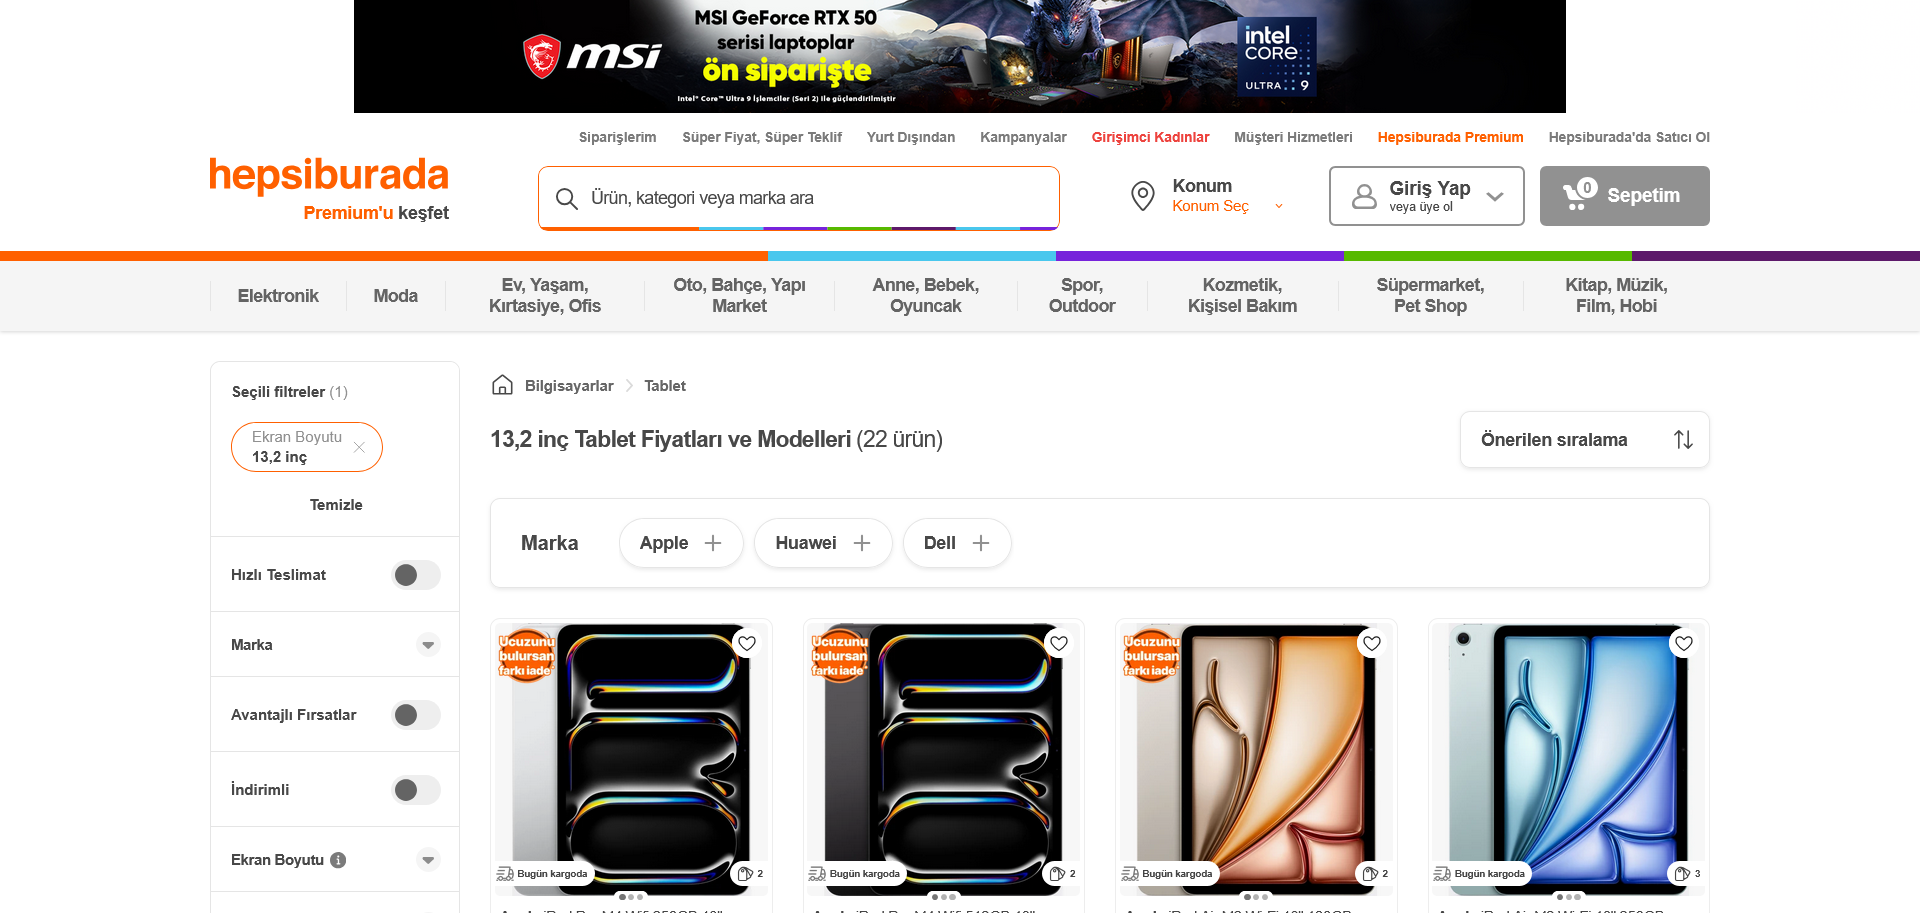 MSI GeForce RTX 50
serisi laptoplar
ön siparişte
Intel® Core™ Ultra 9 İşlemciler (Seri 2) ile güçlendirilmiştir
msi
intel
CORE
ULTRA 9
Siparişlerim
Süper Fiyat, Süper Teklif
Yurt Dışından
Kampanyalar
Girişimci Kadınlar
Müşteri Hizmetleri
Hepsiburada Premium
Hepsiburada'da Satıcı Ol
hepsiburada
Premium'u keşfet
Ürün, kategori veya marka ara
Konum
Konum Seç
Giriş Yap
veya üye ol
0
Sepetim
Elektronik
Moda
Ev, Yaşam,
Kırtasiye, Ofis
Oto, Bahçe, Yapı
Market
Anne, Bebek,
Oyuncak
Spor,
Outdoor
Kozmetik,
Kişisel Bakım
Süpermarket,
Pet Shop
Kitap, Müzik,
Film, Hobi
Seçili filtreler (1)
Ekran Boyutu
13,2 inç
Temizle
Hızlı Teslimat
Marka
Avantajlı Fırsatlar
İndirimli
Ekran Boyutu
Bilgisayarlar
Tablet
13,2 inç Tablet Fiyatları ve Modelleri (22 ürün)
Önerilen sıralama
Marka
Apple
Huawei
Dell
Ucuzunu
bulursan
farkı iade
Bugün kargoda
2
Ucuzunu
bulursan
farkı iade
Bugün kargoda
2
Ucuzunu
bulursan
farkı iade
Bugün kargoda
2
Bugün kargoda
3